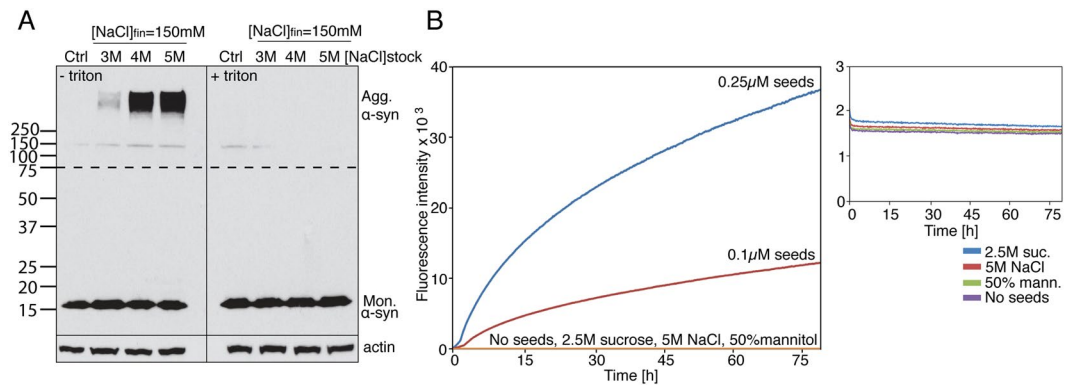 A
[NaCl]fin=150mM [NaCl]fin=150mM
Ctrl 3M 4M 5M Ctrl 3M 4M 5M [NaCl]stock
- triton + triton
Agg.
α-syn
250
150
100
75
50
37
25
20
15
Mon.
α-syn
actin
B
Fluorescence intensity x 10 3
40
30
20
10
0
0.25µM seeds
0.1µM seeds
No seeds, 2.5M sucrose, 5M NaCl, 50%mannitol
0 15 30 45 60 75
Time [h]
3
2
1
0
0 15 30 45 60 75
Time [h]
2.5M suc.
5M NaCl
50% mann.
No seeds